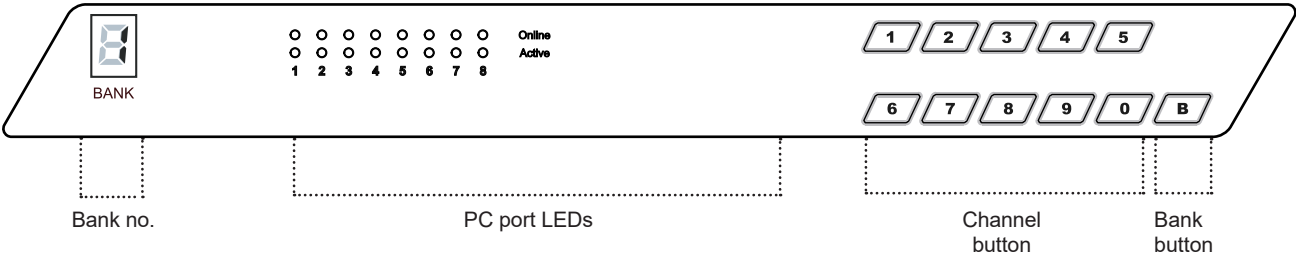 1
BANK
Online
Active
1 2 3 4 5 6 7 8
1 2 3 4 5
6 7 8 9 0 B
Bank no.
PC port LEDs
Channel
button
Bank
button